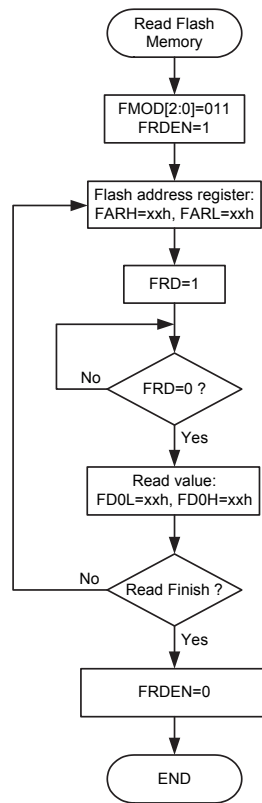 Read Flash
Memory
FMOD[2:0]=011
FRDEN=1
Flash address register:
FARH=xxh, FARL=xxh
FRD=1
No
FRD=0 ?
Yes
Read value:
FD0L=xxh, FD0H=xxh
No
Read Finish ?
Yes
FRDEN=0
END